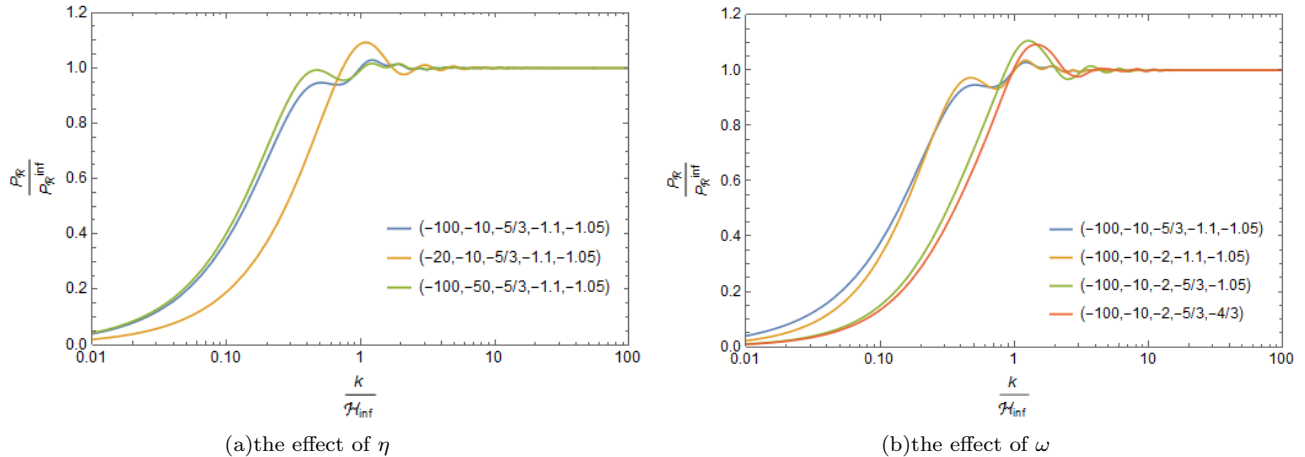 1.2
1.0
0.8
0.6
0.4
0.2
0.0
P_ℛ / P_ℛ^inf
(−100,−10,−5/3,−1.1,−1.05)
(−20,−10,−5/3,−1.1,−1.05)
(−100,−50,−5/3,−1.1,−1.05)
0.01 0.10 1 10 100
k / ℋ_inf
(a)the effect of η
1.2
1.0
0.8
0.6
0.4
0.2
0.0
P_ℛ / P_ℛ^inf
(−100,−10,−5/3,−1.1,−1.05)
(−100,−10,−2,−1.1,−1.05)
(−100,−10,−2,−5/3,−1.05)
(−100,−10,−2,−5/3,−4/3)
0.01 0.10 1 10 100
k / ℋ_inf
(b)the effect of ω